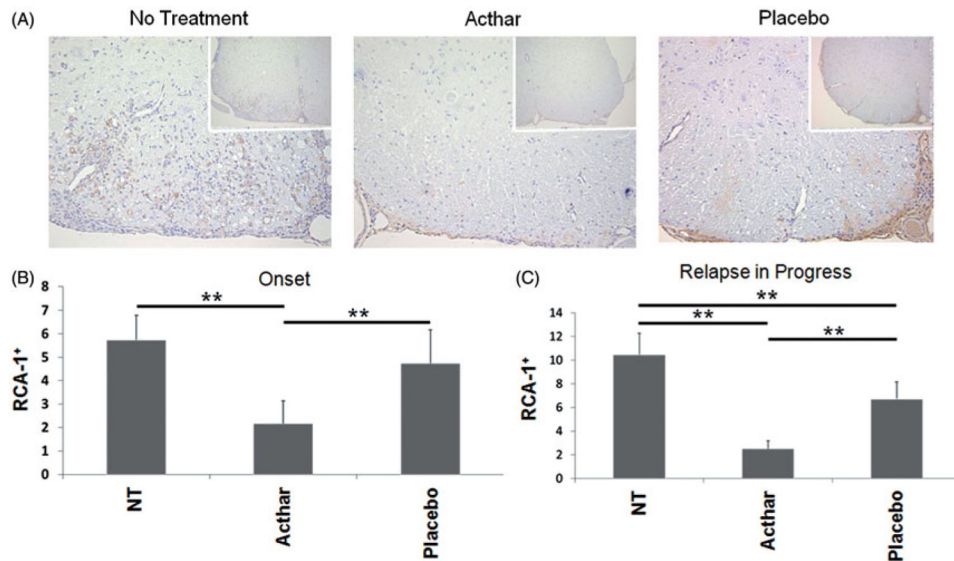 (A)
No Treatment
Acthar
Placebo
(B)
Onset
**
**
8
7
6
5
4
3
2
1
0
RCA-1⁺
NT
Acthar
Placebo
(C)
Relapse in Progress
**
**
**
14
12
10
8
6
4
2
0
RCA-1⁺
NT
Acthar
Placebo